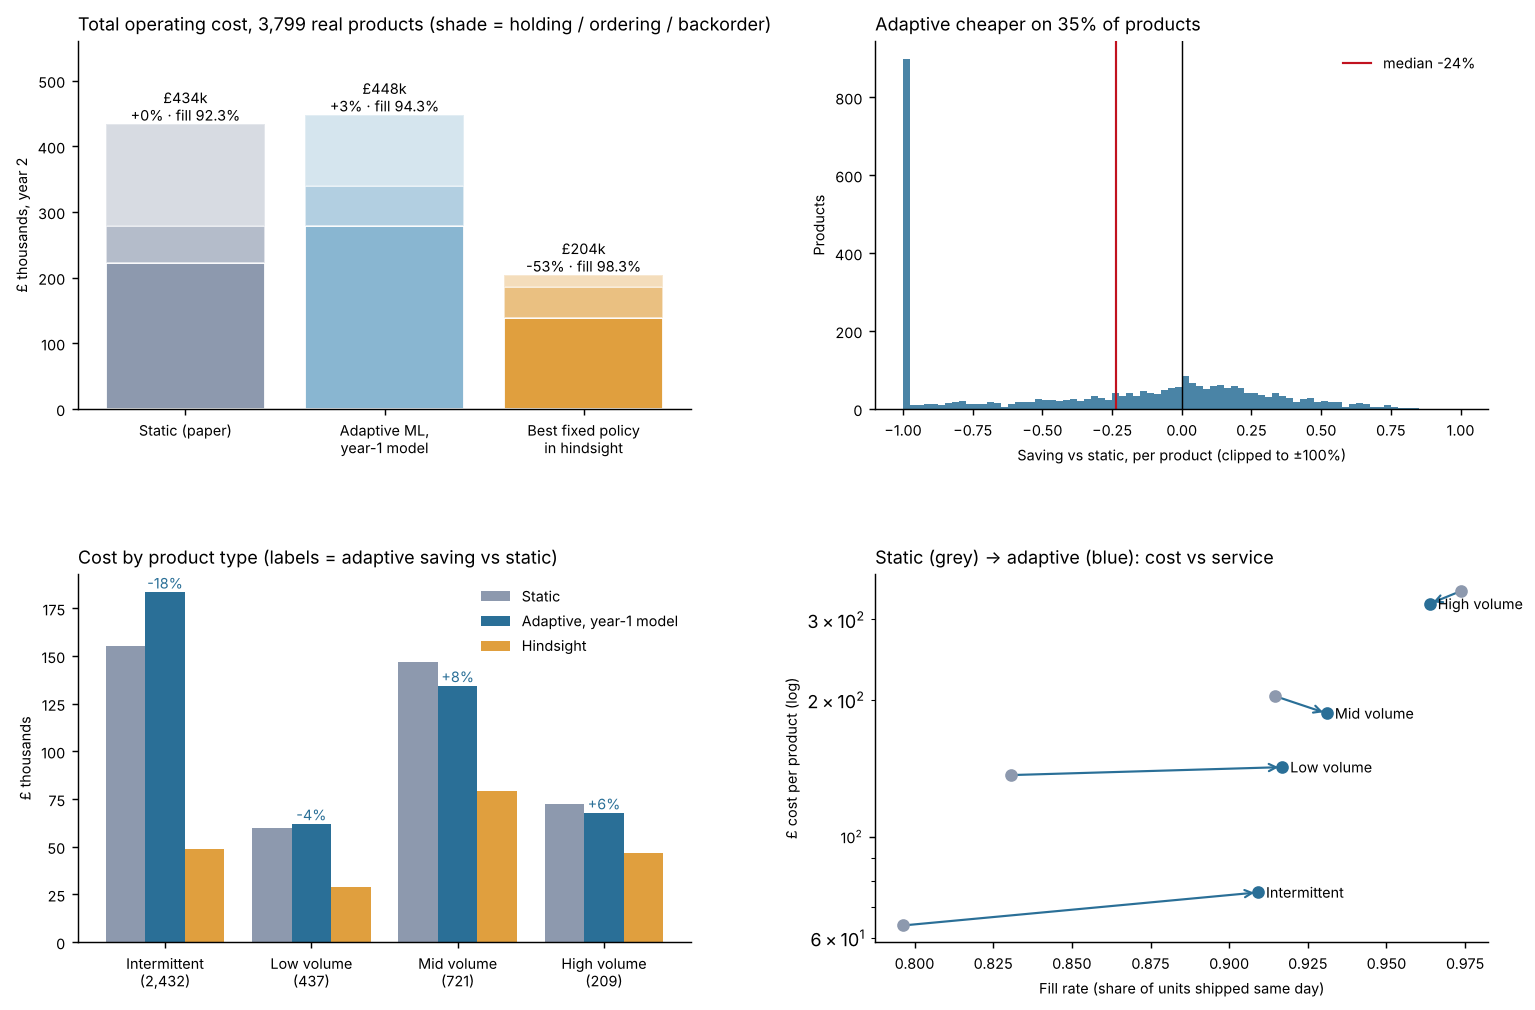 Total operating cost, 3,799 real products (shade = holding / ordering / backorder)
£ thousands, year 2
500
400
300
200
100
0
£434k
+0% · fill 92.3%
£448k
+3% · fill 94.3%
£204k
-53% · fill 98.3%
Static (paper)
Adaptive ML,
year-1 model
Best fixed policy
in hindsight
Adaptive cheaper on 35% of products
median -24%
Products
800
600
400
200
0
−1.00
−0.75
−0.50
−0.25
0.00
0.25
0.50
0.75
1.00
Saving vs static, per product (clipped to ±100%)
Cost by product type (labels = adaptive saving vs static)
£ thousands
175
150
125
100
75
50
25
0
-18%
-4%
+8%
+6%
Static
Adaptive, year-1 model
Hindsight
Intermittent
(2,432)
Low volume
(437)
Mid volume
(721)
High volume
(209)
Static (grey) → adaptive (blue): cost vs service
£ cost per product (log)
3 × 10²
2 × 10²
10²
6 × 10¹
High volume
Mid volume
Low volume
Intermittent
0.800
0.825
0.850
0.875
0.900
0.925
0.950
0.975
Fill rate (share of units shipped same day)